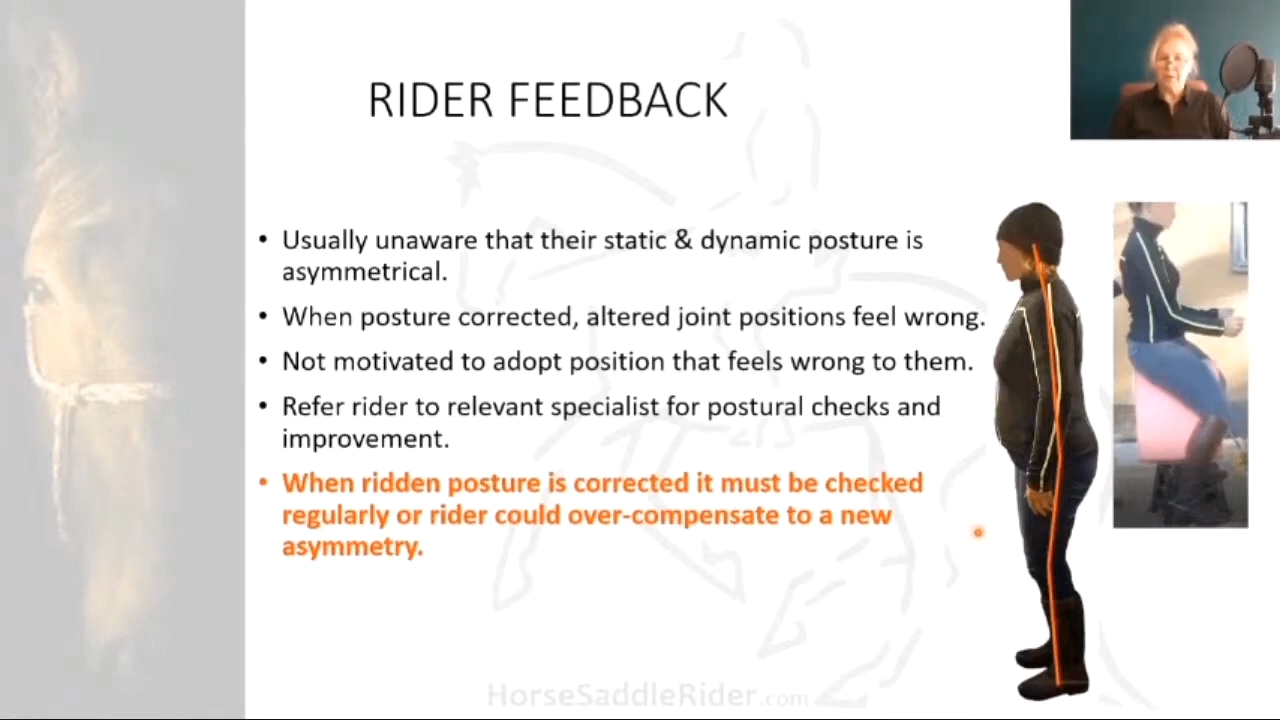 RIDER FEEDBACK
• Usually unaware that their static & dynamic posture is
asymmetrical.
• When posture corrected, altered joint positions feel wrong.
• Not motivated to adopt position that feels wrong to them.
• Refer rider to relevant specialist for postural checks and
improvement.
• When ridden posture is corrected it must be checked
regularly or rider could over-compensate to a new
asymmetry.
HorseSaddleRider.com